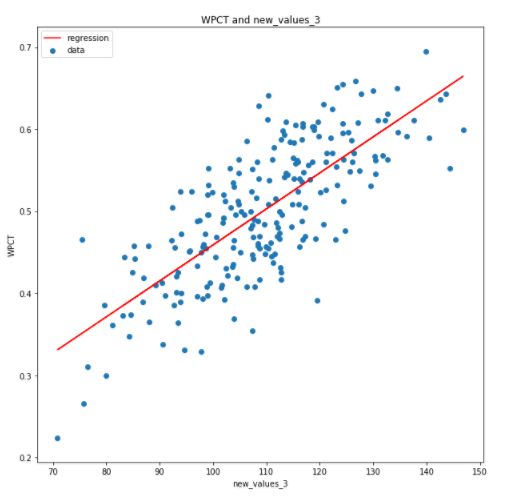 WPCT and new_values_3
regression
data
0.7
0.6
0.5
0.4
0.3
0.2
WPCT
70 80 90 100 110 120 130 140 150
new_values_3